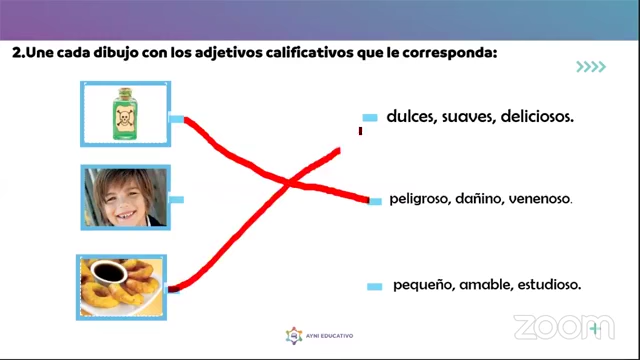 2.Une cada dibujo con los adjetivos calificativos que le corresponda:
dulces, suaves, deliciosos.
peligroso, dañino, venenoso.
pequeño, amable, estudioso.
AYNI EDUCATIVO
zoom